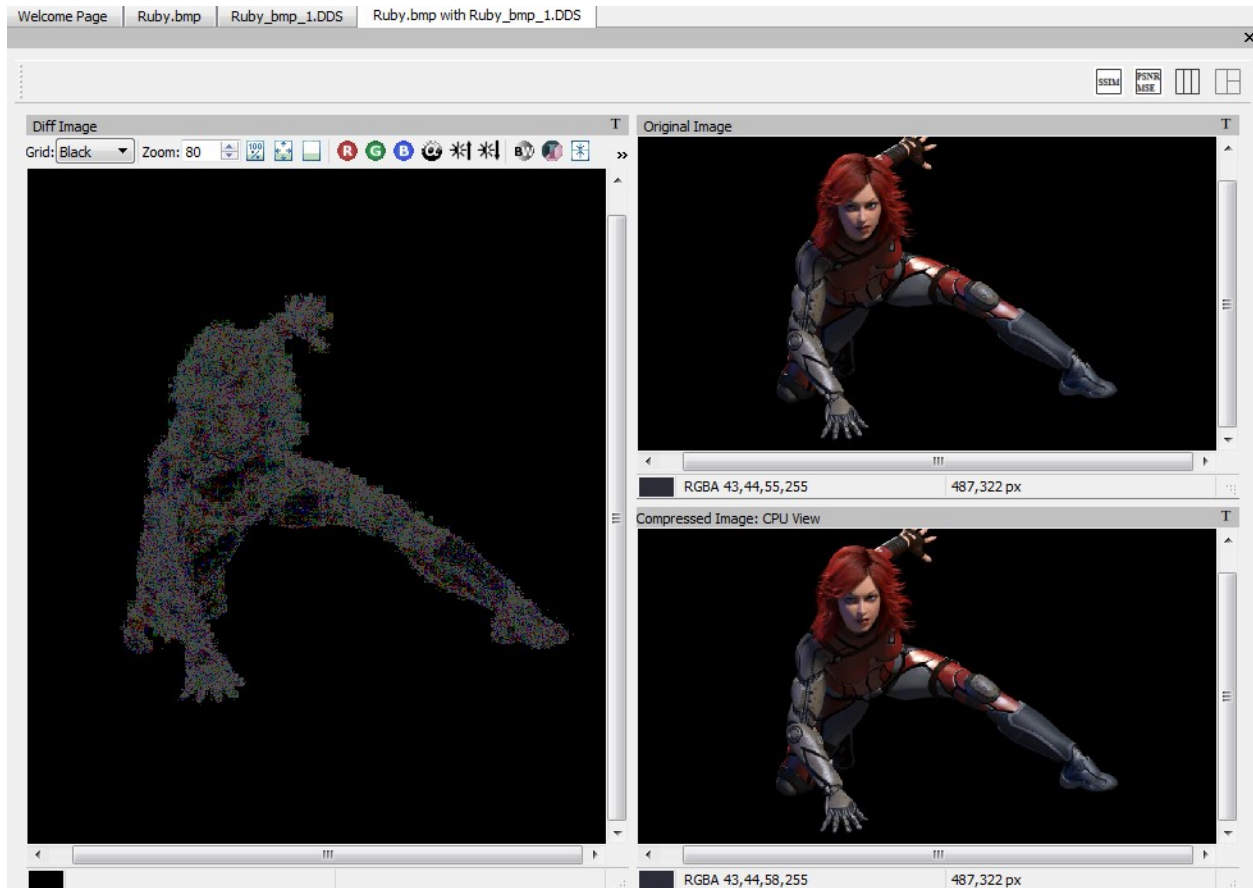 Welcome Page Ruby.bmp Ruby_bmp_1.DDS Ruby.bmp with Ruby_bmp_1.DDS
SSIM PSNR MSE
Diff Image T
Grid: Black Zoom: 80 100 % R G B α BW »
Original Image T
RGBA 43,44,55,255 487,322 px
Compressed Image: CPU View T
RGBA 43,44,58,255 487,322 px